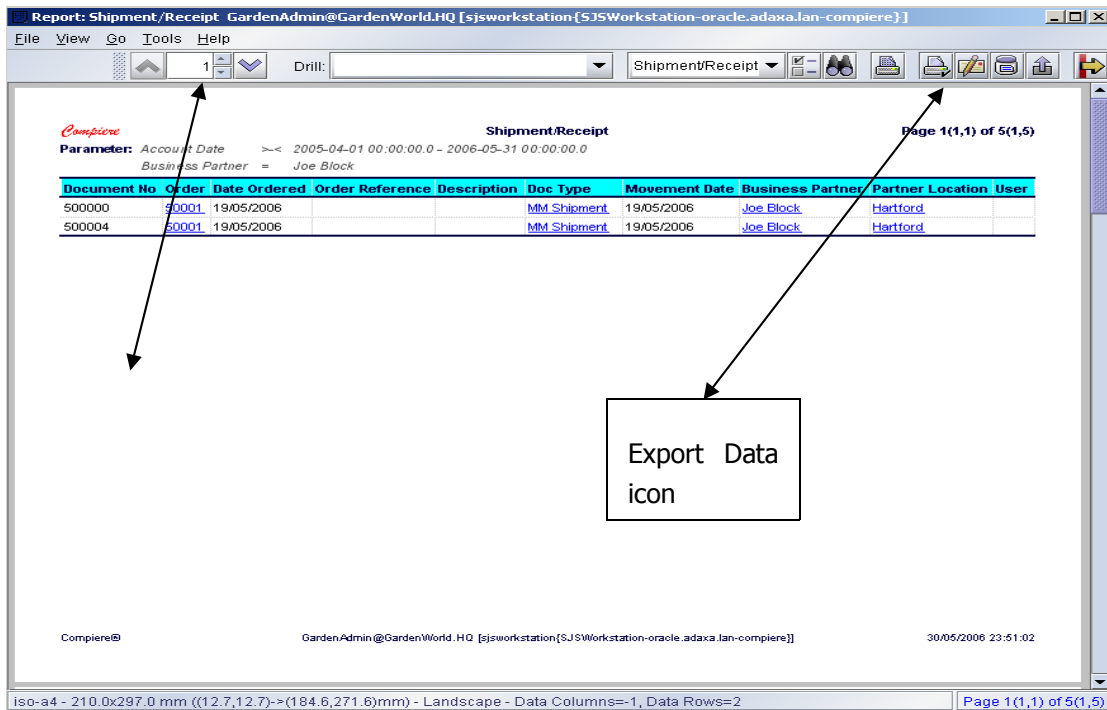 Report: Shipment/Receipt GardenAdmin@GardenWorld.HQ [sjsworkstation{SJSWorkstation-oracle.adaxa.lan-compiere}]
File View Go Tools Help
1 Drill: Shipment/Receipt
Compiere Shipment/Receipt Page 1(1,1) of 5(1,5)
Parameter: Account Date >-< 2005-04-01 00:00:00.0 - 2006-05-31 00:00:00.0
Business Partner = Joe Block
Document No Order Date Ordered Order Reference Description Doc Type Movement Date Business Partner Partner Location User
500000 50001 19/05/2006 MM Shipment 19/05/2006 Joe Block Hartford
500004 50001 19/05/2006 MM Shipment 19/05/2006 Joe Block Hartford
Export Data
icon
Compiere® GardenAdmin@GardenWorld.HQ [sjsworkstation{SJSWorkstation-oracle.adaxa.lan-compiere}] 30/05/2006 23:51:02
iso-a4 - 210.0x297.0 mm ((12.7,12.7)->(184.6,271.6)mm) - Landscape - Data Columns=-1, Data Rows=2 Page 1(1,1) of 5(1,5)